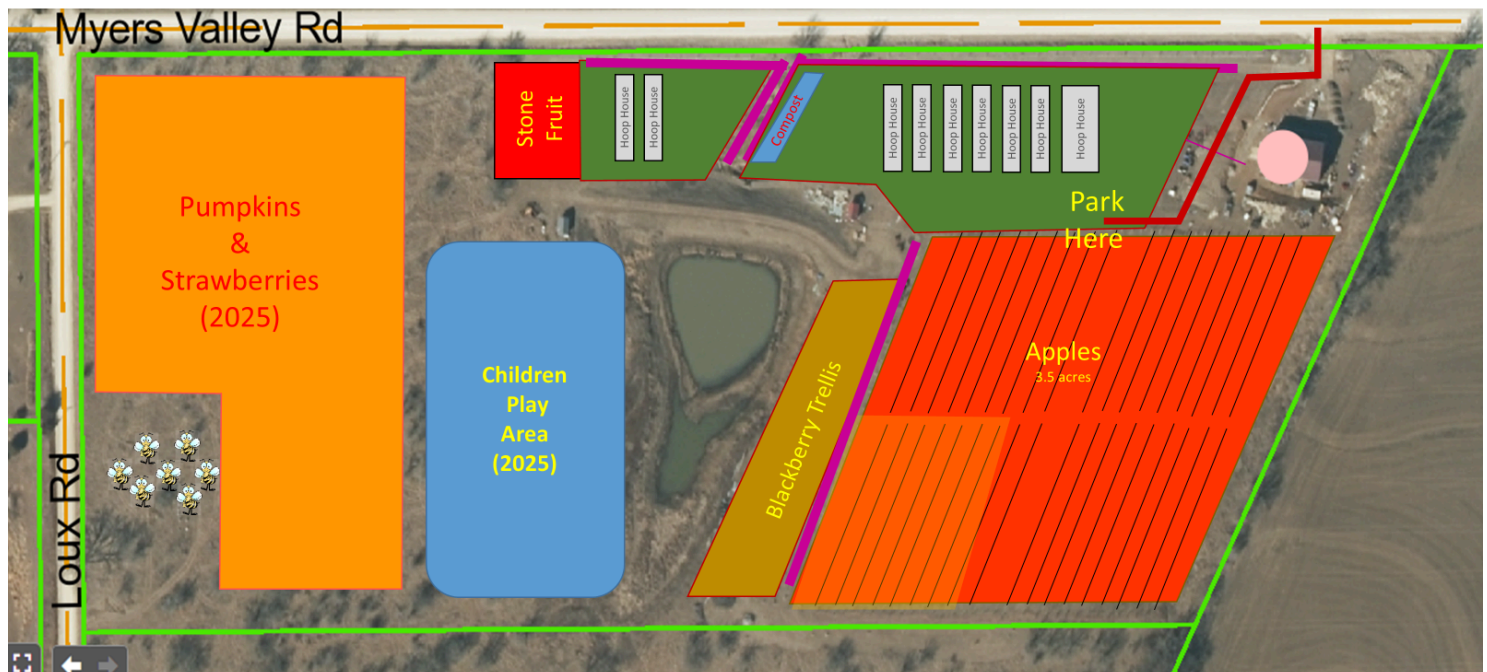 Myers Valley Rd
Stone
Fruit
Hoop House
Hoop House
Compost
Hoop House
Hoop House
Hoop House
Hoop House
Hoop House
Hoop House
Hoop House
Pumpkins
&
Strawberries
(2025)
Park
Here
Children
Play
Area
(2025)
Blackberry Trellis
Apples
3.5 acres
Loux Rd